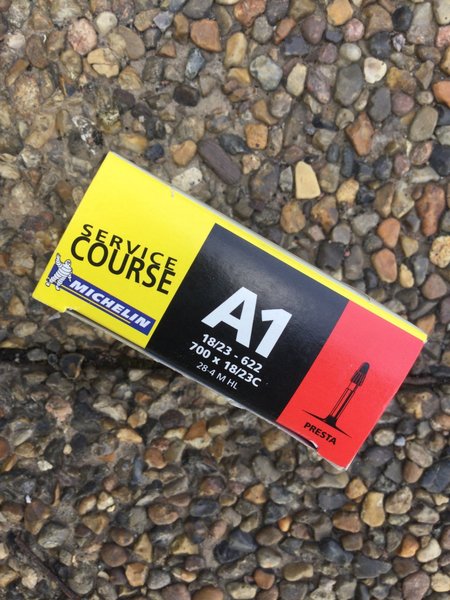 SERVICE
COURSE
MICHELIN
A1
18/23 - 622
700 x 18/23C
28-4 M HL
PRESTA